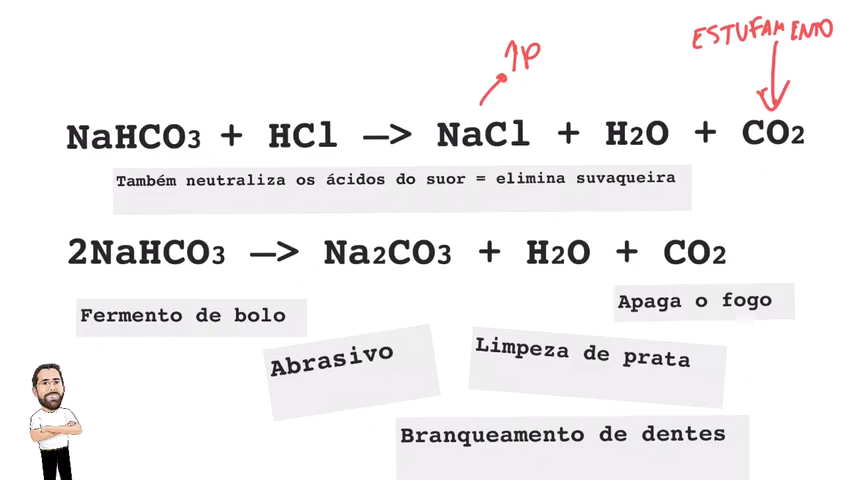 ESTUFAMENTO
↑P
NaHCO3 + HCl —> NaCl + H2O + CO2
Também neutraliza os ácidos do suor = elimina suvaqueira
2NaHCO3 —> Na2CO3 + H2O + CO2
Apaga o fogo
Fermento de bolo
Abrasivo
Limpeza de prata
Branqueamento de dentes